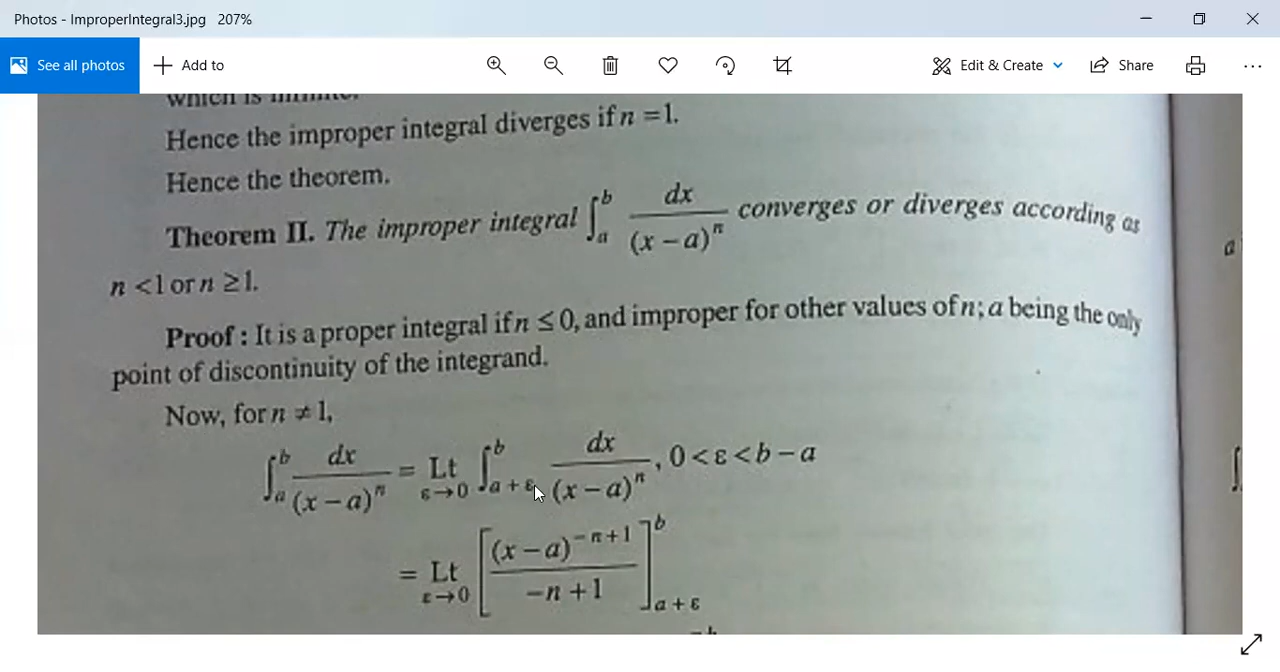 Photos - ImproperIntegral3.jpg 207%
See all photos
Add to
Edit & Create
Share
which is infinite.
Hence the improper integral diverges if n = 1.
Hence the theorem.
Theorem II. The improper integral ∫_a^b dx/(x – a)^n converges or diverges according as
n < 1 or n ≥ 1.
Proof : It is a proper integral if n ≤ 0, and improper for other values of n; a being the only
point of discontinuity of the integrand.
Now, for n ≠ 1,
∫_a^b dx/(x – a)^n = Lt_{ε→0} ∫_{a + ε}^b dx/(x – a)^n , 0 < ε < b – a
= Lt_{ε→0} [ (x – a)^{–n + 1}/(–n + 1) ]_{a + ε}^b
a